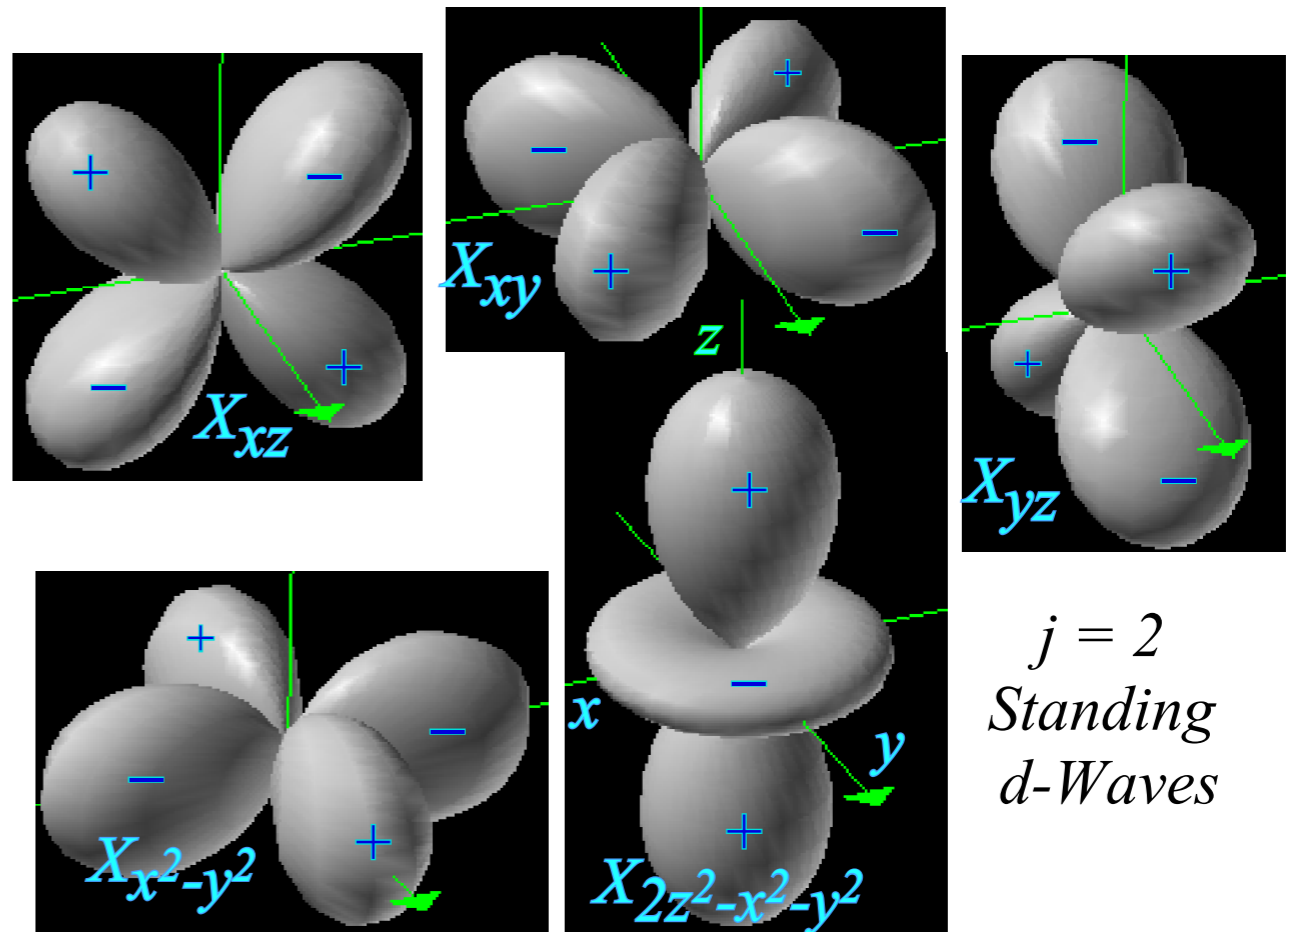 +
−
−
+
X_xz
−
+
+
−
X_xy
−
+
+
−
X_yz
+
−
−
+
X_x²-y²
z
+
−
x
y
+
X_2z²-x²-y²
j = 2
Standing
d-Waves